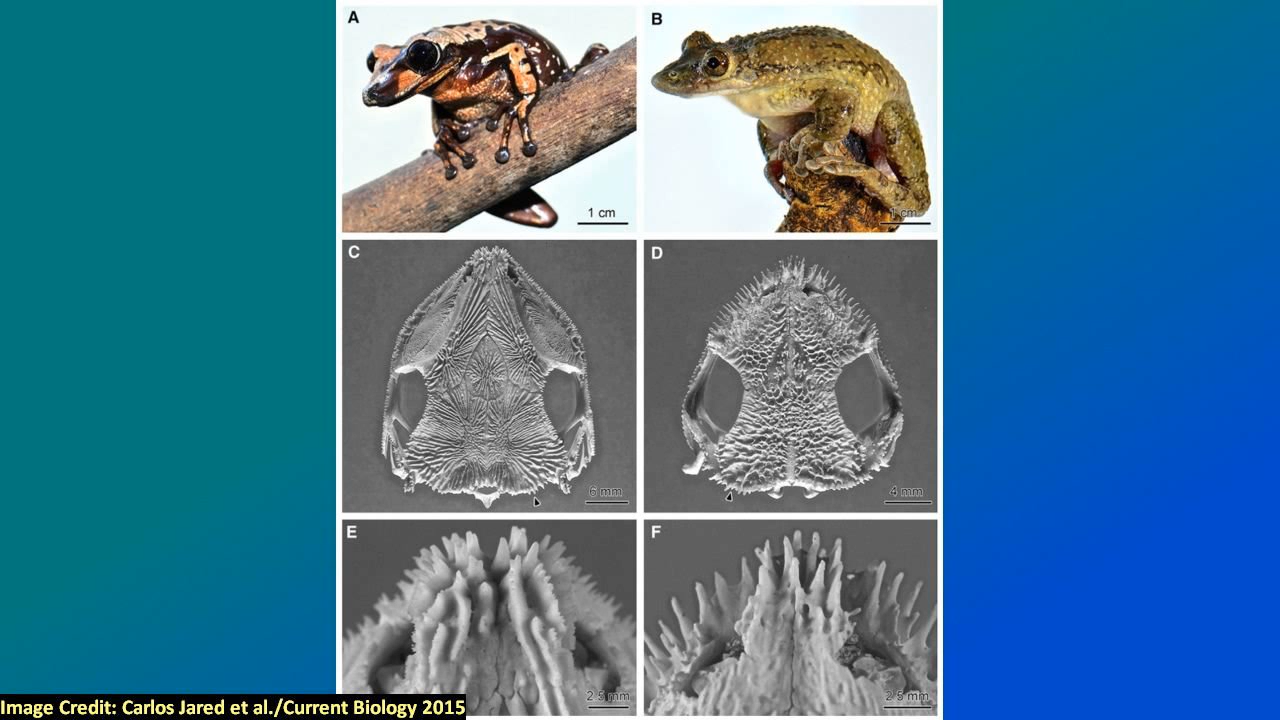 A
B
1 cm
1 cm
C
D
6 mm
4 mm
E
F
2.5 mm
2.5 mm
Image Credit: Carlos Jared et al./Current Biology 2015